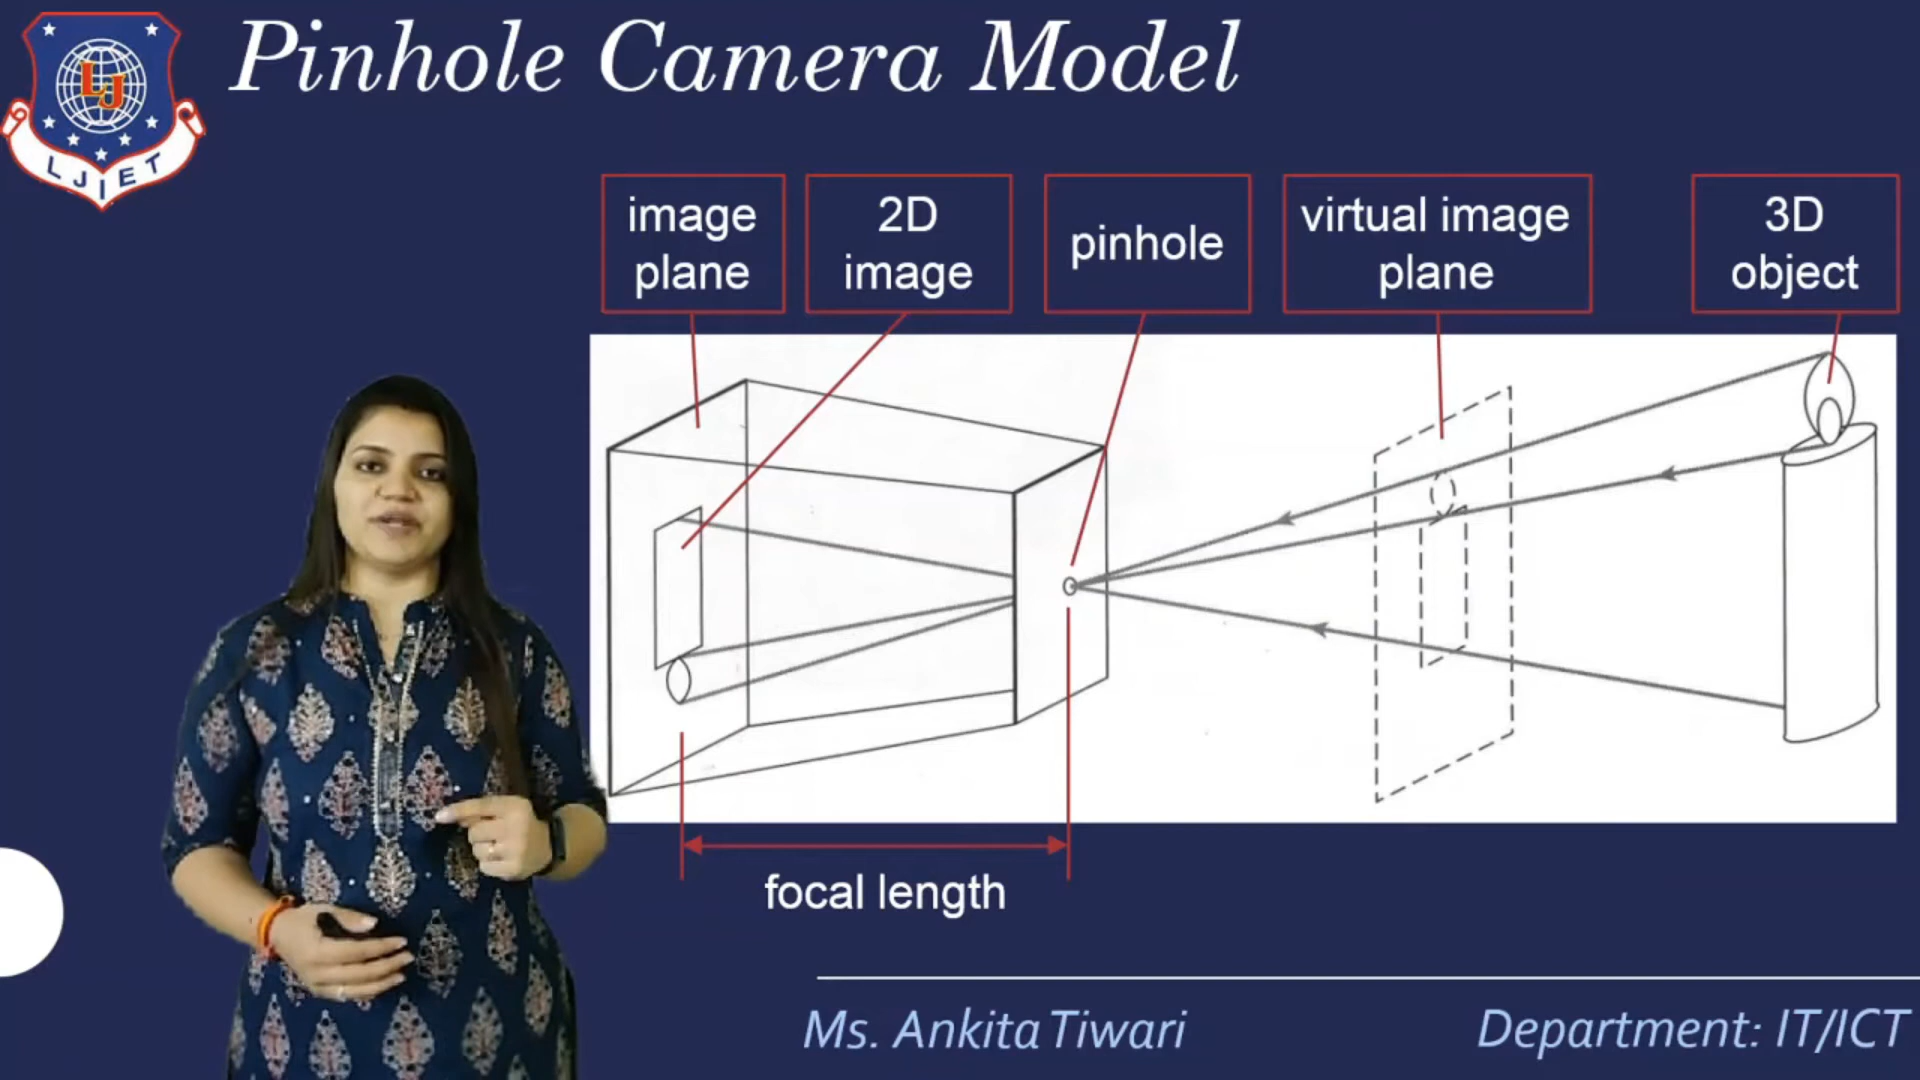 Pinhole Camera Model
LJ
LJIET
image
plane
2D
image
pinhole
virtual image
plane
3D
object
focal length
Ms. Ankita Tiwari
Department: IT/ICT